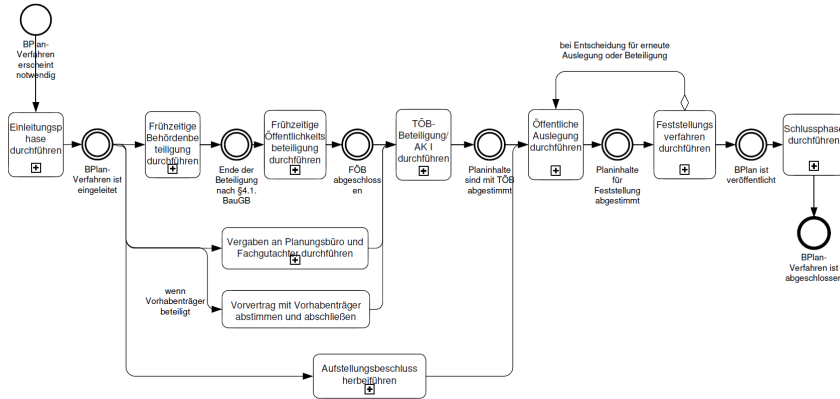 BPlan-
Verfahren
erscheint
notwendig
bei Entscheidung für erneute
Auslegung oder Beteiligung
Einleitungsp
hase
durchführen
BPlan-
Verfahren ist
eingeleitet
Frühzeitige
Behördenbe
teiligung
durchführen
Ende der
Beteiligung
nach §4.1.
BauGB
Frühzeitige
Öffentlichkeits
beteiligung
durchführen
FÖB
abgeschloss
en
TÖB-
Beteiligung/
AK I
durchführen
Planinhalte
sind mit TÖB
abgestimmt
Öffentliche
Auslegung
durchführen
Planinhalte
für
Feststellung
abgestimmt
Feststellungs
verfahren
durchführen
BPlan ist
veröffentlicht
Schlussphase
durchführen
BPlan-
Verfahren ist
abgeschlossen
Vergaben an Planungsbüro und
Fachgutachter durchführen
wenn
Vorhabenträger
beteiligt
Vorvertrag mit Vorhabenträger
abstimmen und abschließen
Aufstellungsbeschluss
herbeiführen